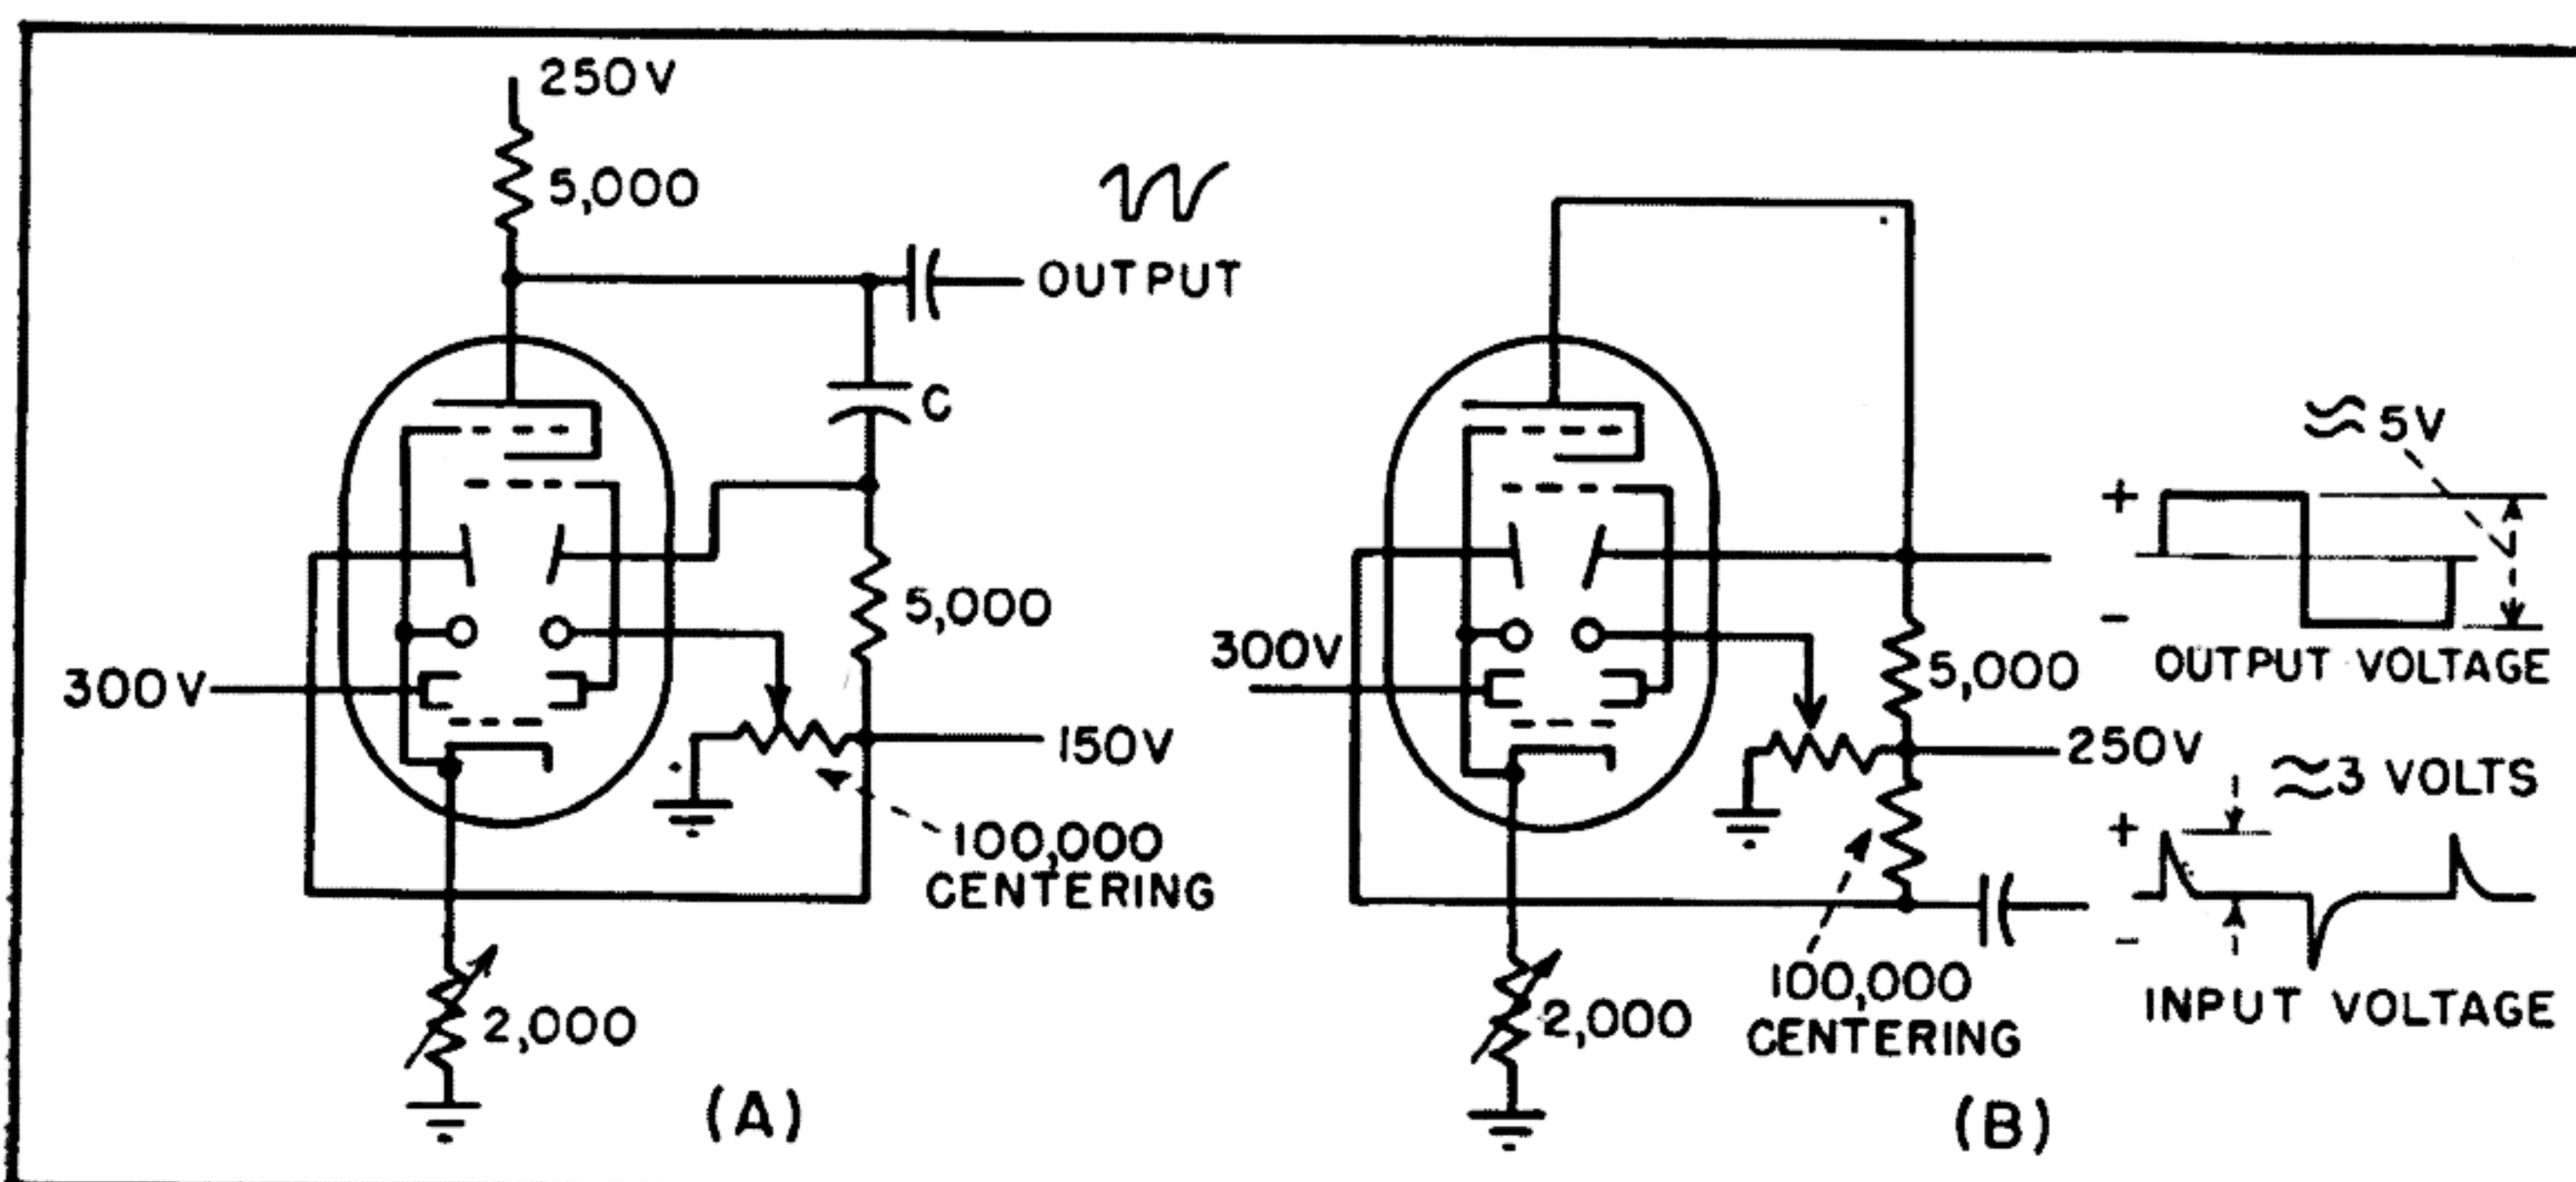 250V
5,000
OUTPUT
C
5,000
300V
150V
100,000
CENTERING
2,000
(A)
≈ 5V
+
-
300V
5,000
OUTPUT VOLTAGE
250V
≈3 VOLTS
+
-
100,000
CENTERING
2,000
INPUT VOLTAGE
(B)